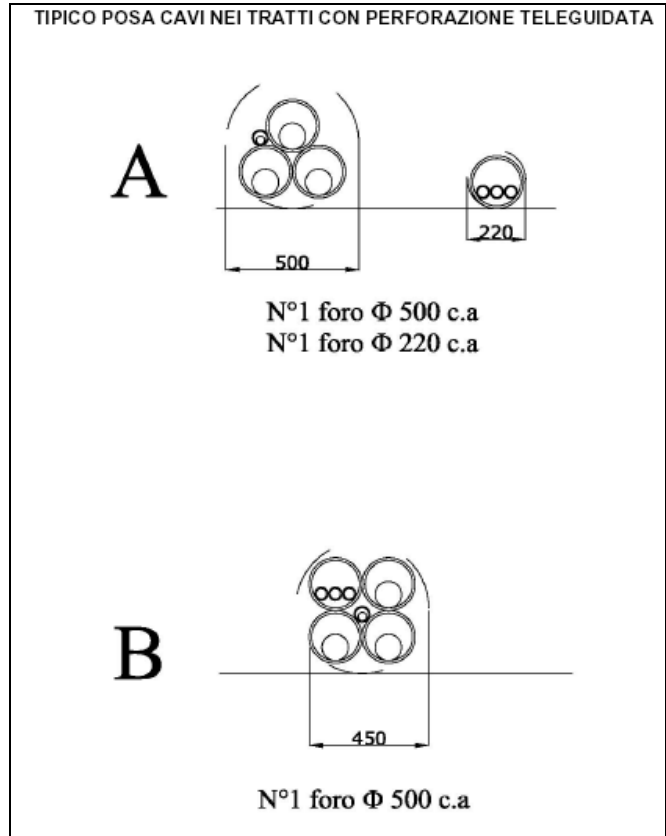 TIPICO POSA CAVI NEI TRATTI CON PERFORAZIONE TELEGUIDATA
A
500
220
N°1 foro Φ 500 c.a
N°1 foro Φ 220 c.a
B
450
N°1 foro Φ 500 c.a